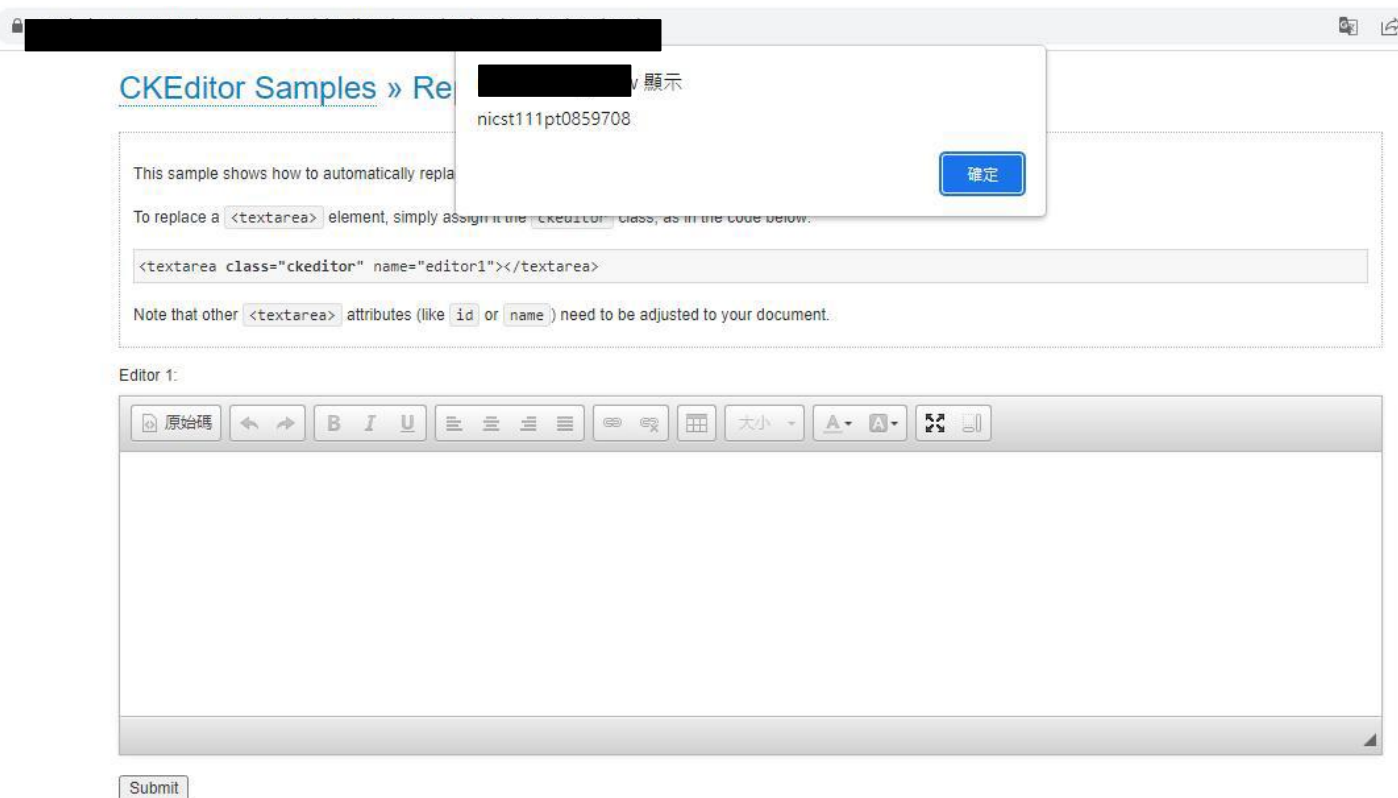 CKEditor Samples » Rep
顯示
nicst111pt0859708
確定
This sample shows how to automatically repla
To replace a <textarea> element, simply assign it the ckeditor class, as in the code below:
<textarea class="ckeditor" name="editor1"></textarea>
Note that other <textarea> attributes (like id or name ) need to be adjusted to your document.
Editor 1:
原始碼 B I U 大小 A A
Submit